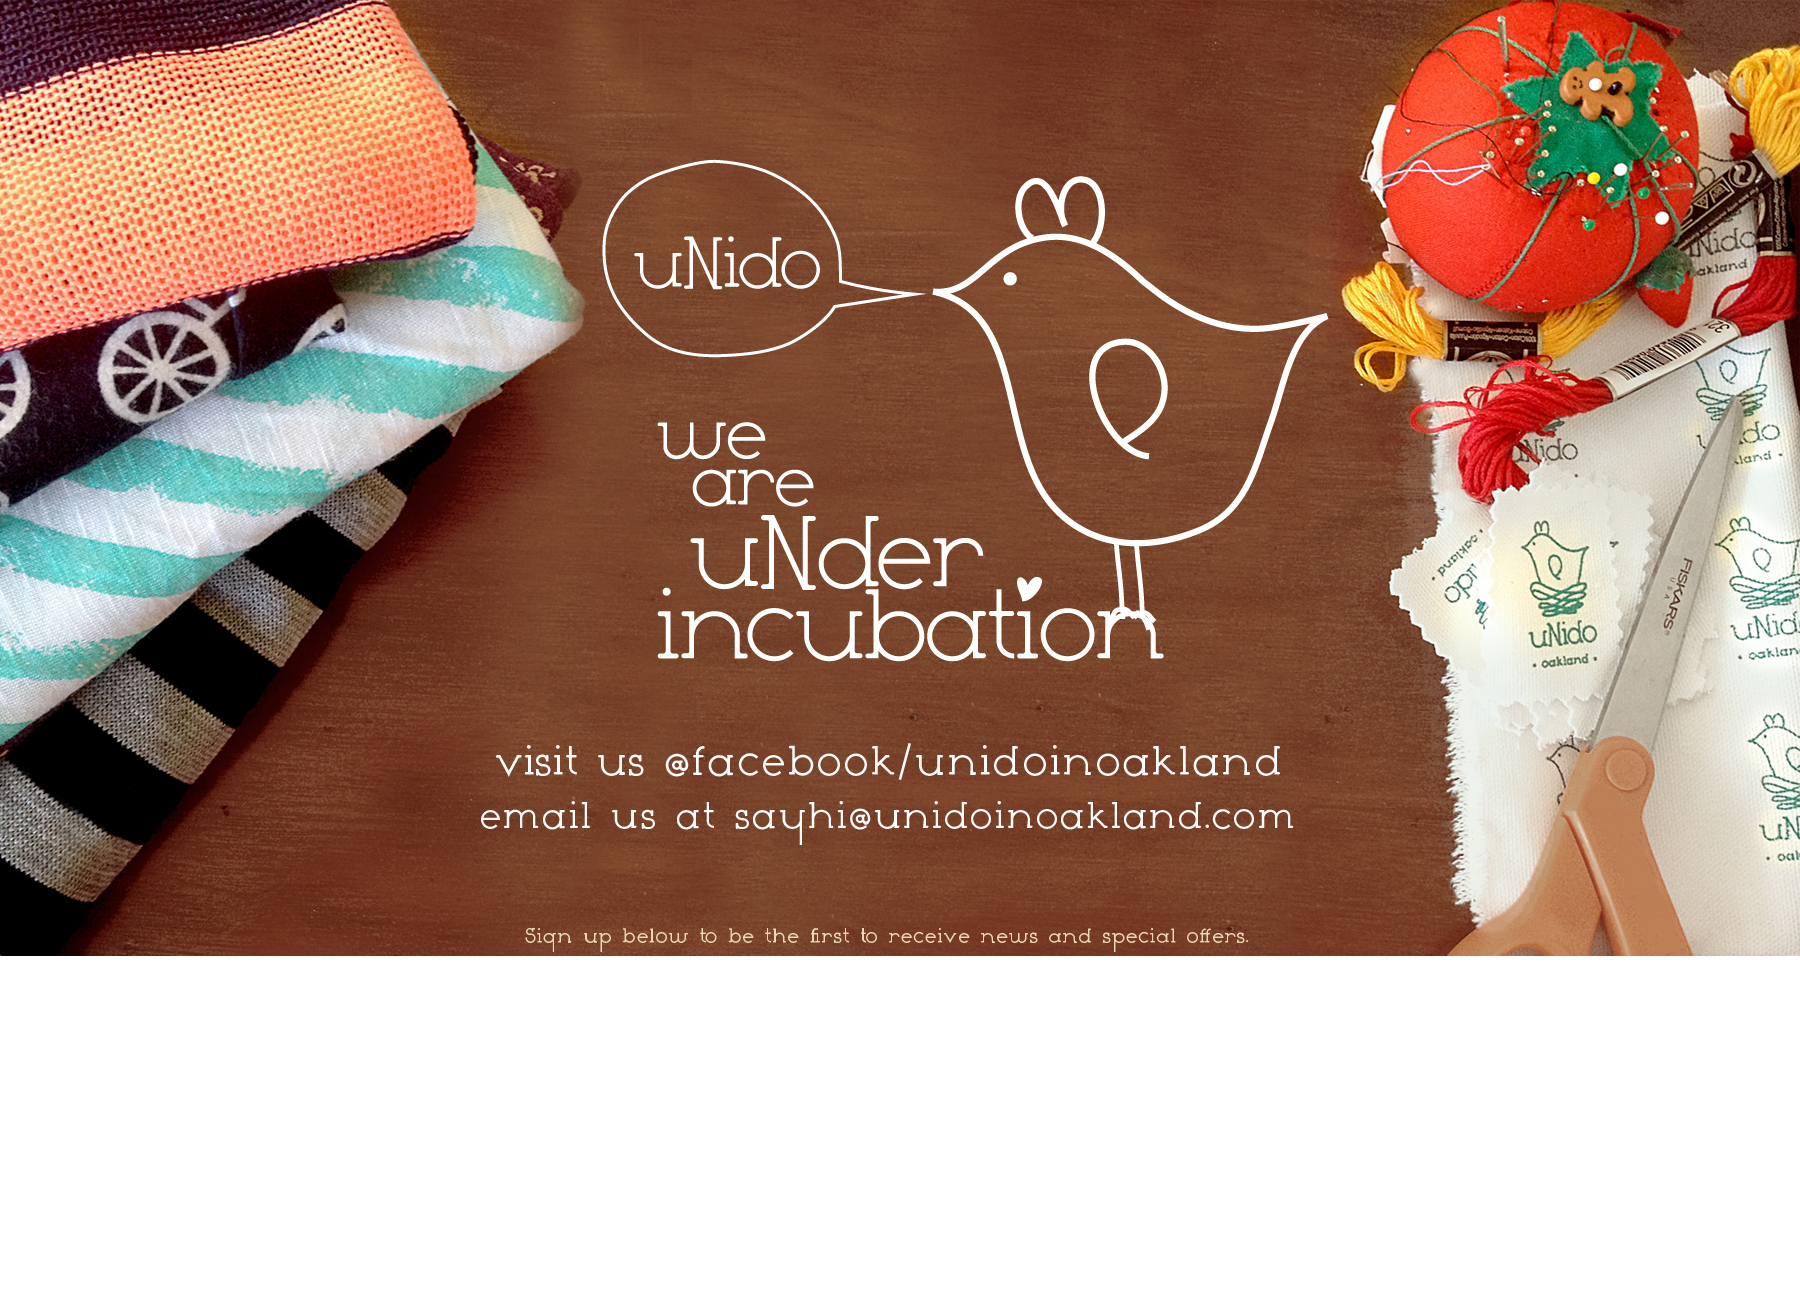 uNido
we
are
uNder
incubation
visit us @facebook/unidoinoakland
email us at sayhi@unidoinoakland.com
Sign up below to be the first to receive news and special offers.
uNido
oakland
uNido
• oakland •
FISKARS
uNido
• oakland •